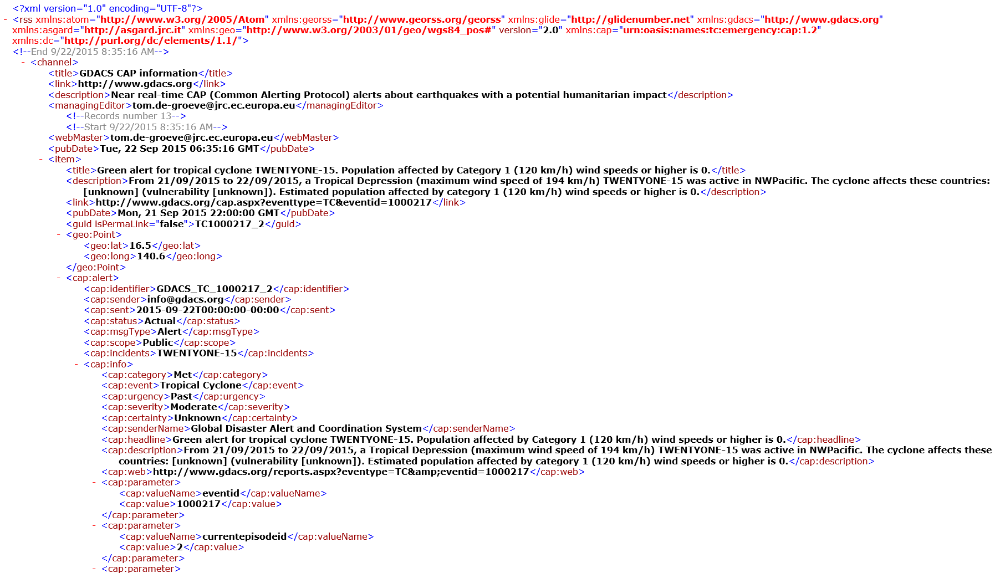 <?xml version="1.0" encoding="UTF-8"?>
- <rss xmlns:atom="http://www.w3.org/2005/Atom" xmlns:georss="http://www.georss.org/georss" xmlns:glide="http://glidenumber.net" xmlns:gdacs="http://www.gdacs.org"
xmlns:asgard="http://asgard.jrc.it" xmlns:geo="http://www.w3.org/2003/01/geo/wgs84_pos#" version="2.0" xmlns:cap="urn:oasis:names:tc:emergency:cap:1.2"
xmlns:dc="http://purl.org/dc/elements/1.1/">
<!--End 9/22/2015 8:35:16 AM-->
- <channel>
<title>GDACS CAP information</title>
<link>http://www.gdacs.org</link>
<description>Near real-time CAP (Common Alerting Protocol) alerts about earthquakes with a potential humanitarian impact</description>
<managingEditor>tom.de-groeve@jrc.ec.europa.eu</managingEditor>
<!--Records number 13-->
<!--Start 9/22/2015 8:35:16 AM-->
<webMaster>tom.de-groeve@jrc.ec.europa.eu</webMaster>
<pubDate>Tue, 22 Sep 2015 06:35:16 GMT</pubDate>
- <item>
<title>Green alert for tropical cyclone TWENTYONE-15. Population affected by Category 1 (120 km/h) wind speeds or higher is 0.</title>
<description>From 21/09/2015 to 22/09/2015, a Tropical Depression (maximum wind speed of 194 km/h) TWENTYONE-15 was active in NWPacific. The cyclone affects these countries:
[unknown] (vulnerability [unknown]). Estimated population affected by category 1 (120 km/h) wind speeds or higher is 0.</description>
<link>http://www.gdacs.org/cap.aspx?eventtype=TC&eventid=1000217</link>
<pubDate>Mon, 21 Sep 2015 22:00:00 GMT</pubDate>
<guid isPermaLink="false">TC1000217_2</guid>
- <geo:Point>
<geo:lat>16.5</geo:lat>
<geo:long>140.6</geo:long>
</geo:Point>
- <cap:alert>
<cap:identifier>GDACS_TC_1000217_2</cap:identifier>
<cap:sender>info@gdacs.org</cap:sender>
<cap:sent>2015-09-22T00:00:00-00:00</cap:sent>
<cap:status>Actual</cap:status>
<cap:msgType>Alert</cap:msgType>
<cap:scope>Public</cap:scope>
<cap:incidents>TWENTYONE-15</cap:incidents>
- <cap:info>
<cap:category>Met</cap:category>
<cap:event>Tropical Cyclone</cap:event>
<cap:urgency>Past</cap:urgency>
<cap:severity>Moderate</cap:severity>
<cap:certainty>Unknown</cap:certainty>
<cap:senderName>Global Disaster Alert and Coordination System</cap:senderName>
<cap:headline>Green alert for tropical cyclone TWENTYONE-15. Population affected by Category 1 (120 km/h) wind speeds or higher is 0.</cap:headline>
<cap:description>From 21/09/2015 to 22/09/2015, a Tropical Depression (maximum wind speed of 194 km/h) TWENTYONE-15 was active in NWPacific. The cyclone affects these
countries: [unknown] (vulnerability [unknown]). Estimated population affected by category 1 (120 km/h) wind speeds or higher is 0.</cap:description>
<cap:web>http://www.gdacs.org/reports.aspx?eventype=TC&amp;eventid=1000217</cap:web>
- <cap:parameter>
<cap:valueName>eventid</cap:valueName>
<cap:value>1000217</cap:value>
</cap:parameter>
- <cap:parameter>
<cap:valueName>currentepisodeid</cap:valueName>
<cap:value>2</cap:value>
</cap:parameter>
- <cap:parameter>